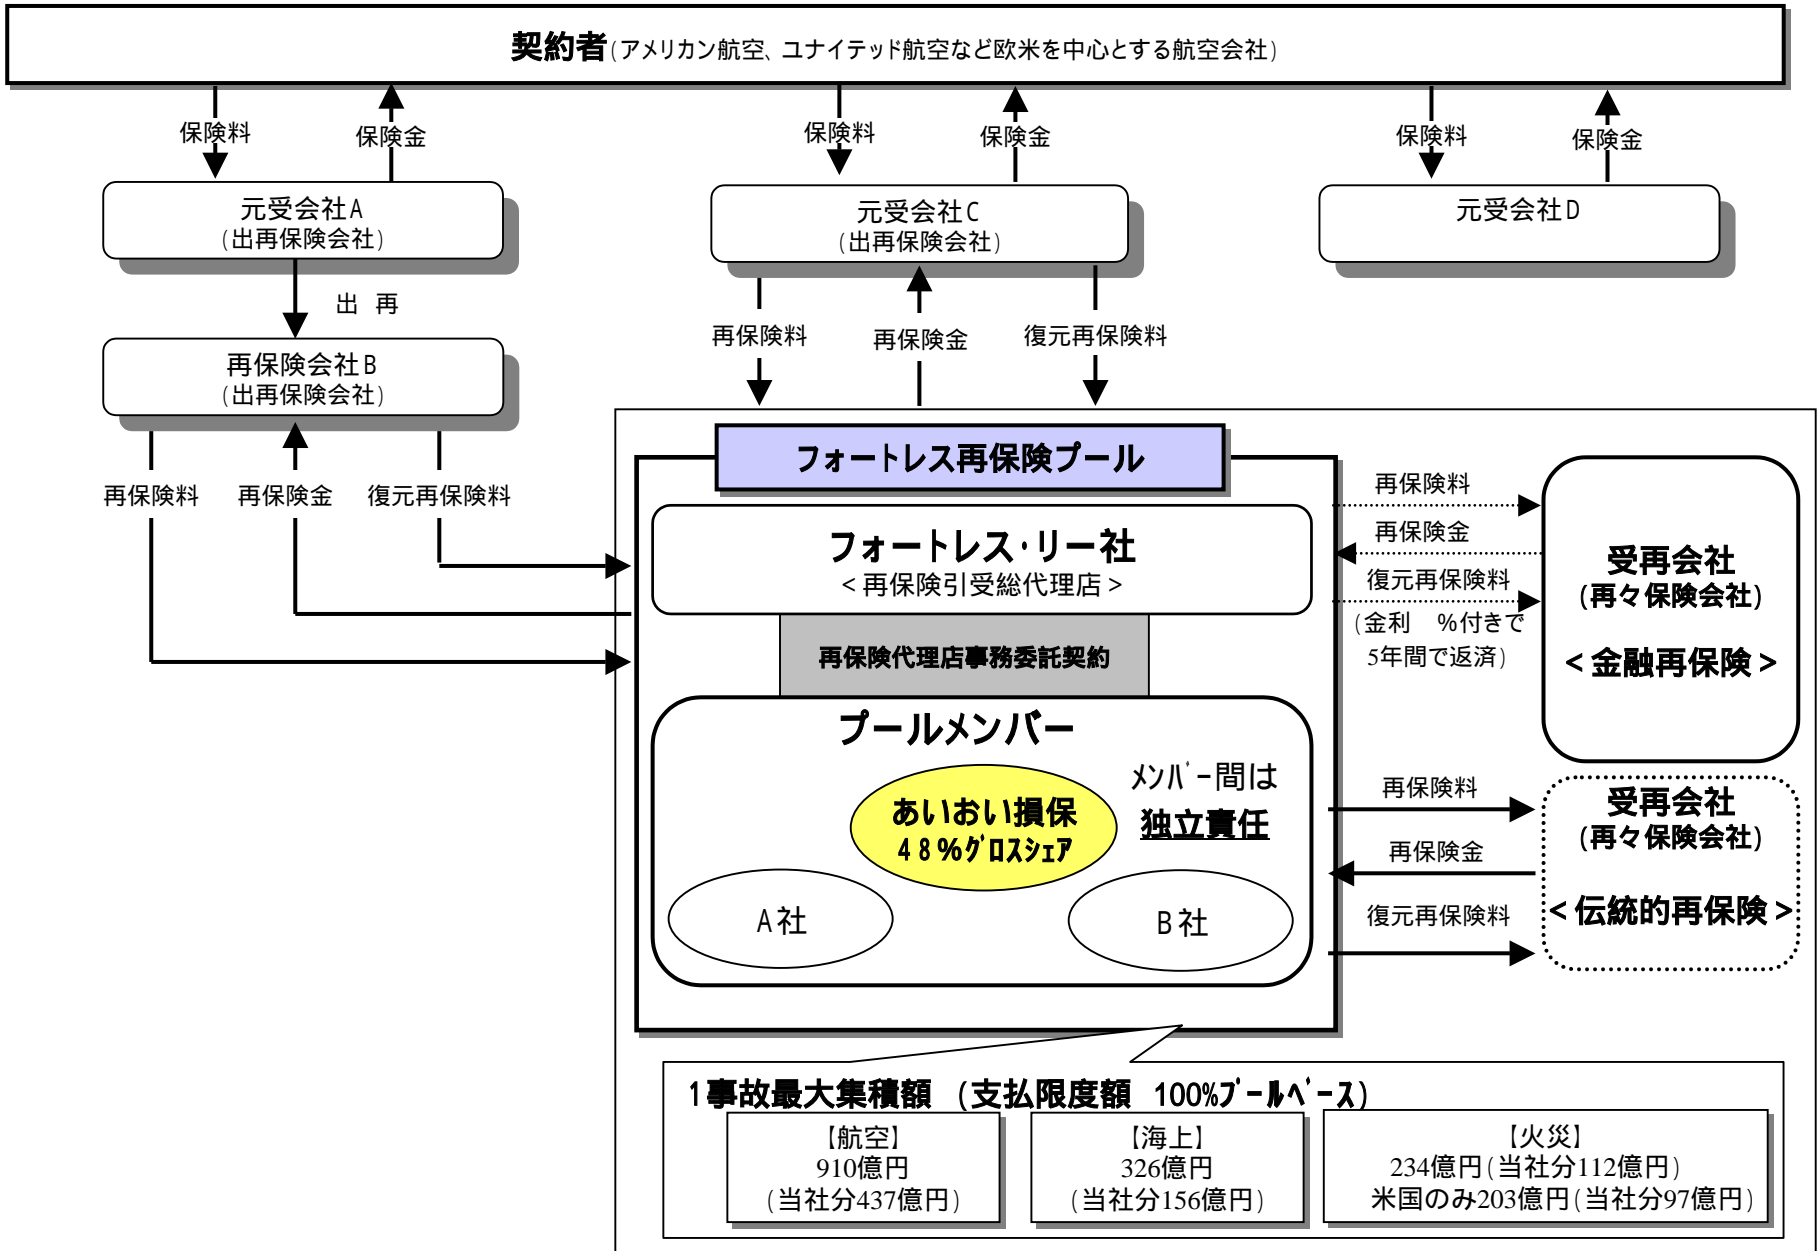 契約者(アメリカン航空、ユナイテッド航空など欧米を中心とする航空会社)
保険料
保険金
保険料
保険金
保険料
保険金
元受会社A
(出再保険会社)
元受会社C
(出再保険会社)
元受会社D
出 再
再保険会社B
(出再保険会社)
再保険料
再保険金
復元再保険料
再保険料
再保険金
復元再保険料
フォートレス再保険プール
フォートレス・リー社
<再保険引受総代理店>
再保険代理店事務委託契約
プールメンバー
あいおい損保
48%グロスシェア
メンバー間は
独立責任
A社
B社
再保険料
再保険金
復元再保険料
(金利 %付きで
5年間で返済)
受再会社
(再々保険会社)
<金融再保険>
再保険料
再保険金
復元再保険料
受再会社
(再々保険会社)
<伝統的再保険>
1事故最大集積額 (支払限度額 100%プールベース)
【航空】
910億円
(当社分437億円)
【海上】
326億円
(当社分156億円)
【火災】
234億円(当社分112億円)
米国のみ203億円(当社分97億円)